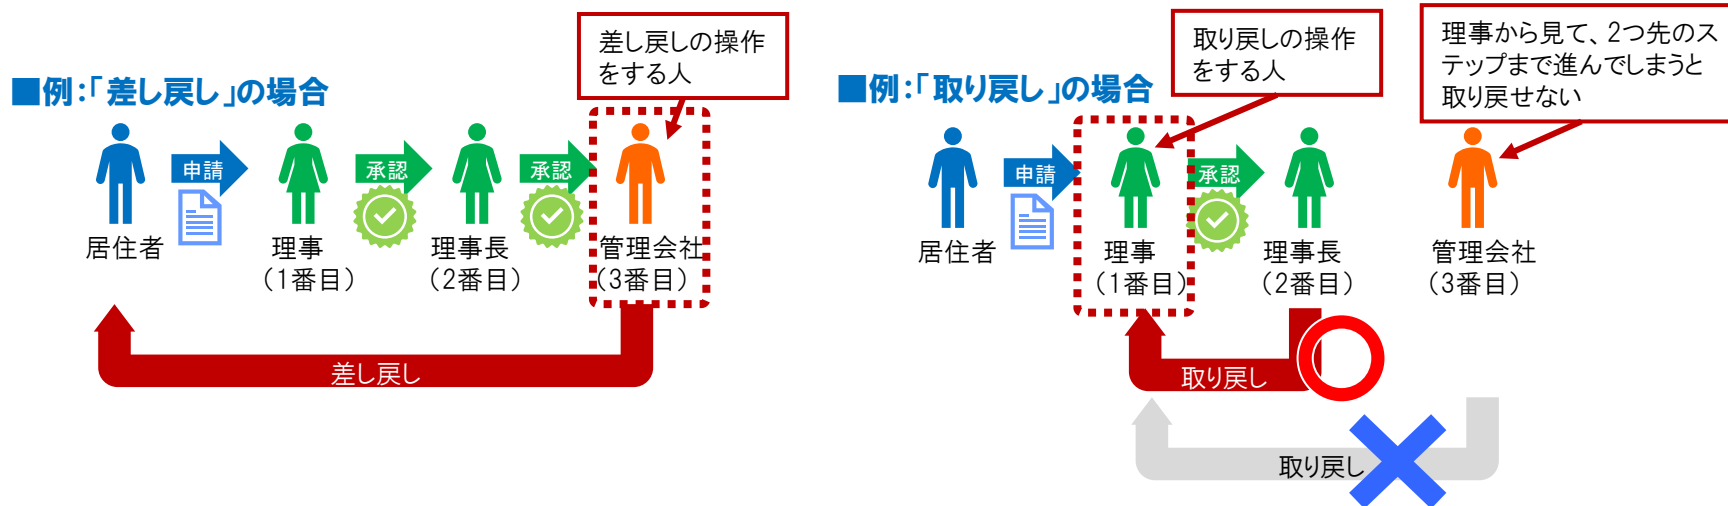 ■例：「差し戻し」の場合
差し戻しの操作
をする人
申請
承認
承認
居住者
理事
（1番目）
理事長
（2番目）
管理会社
（3番目）
差し戻し
■例：「取り戻し」の場合
取り戻しの操作
をする人
理事から見て、2つ先のス
テップまで進んでしまうと
取り戻せない
申請
承認
居住者
理事
（1番目）
理事長
（2番目）
管理会社
（3番目）
取り戻し
取り戻し